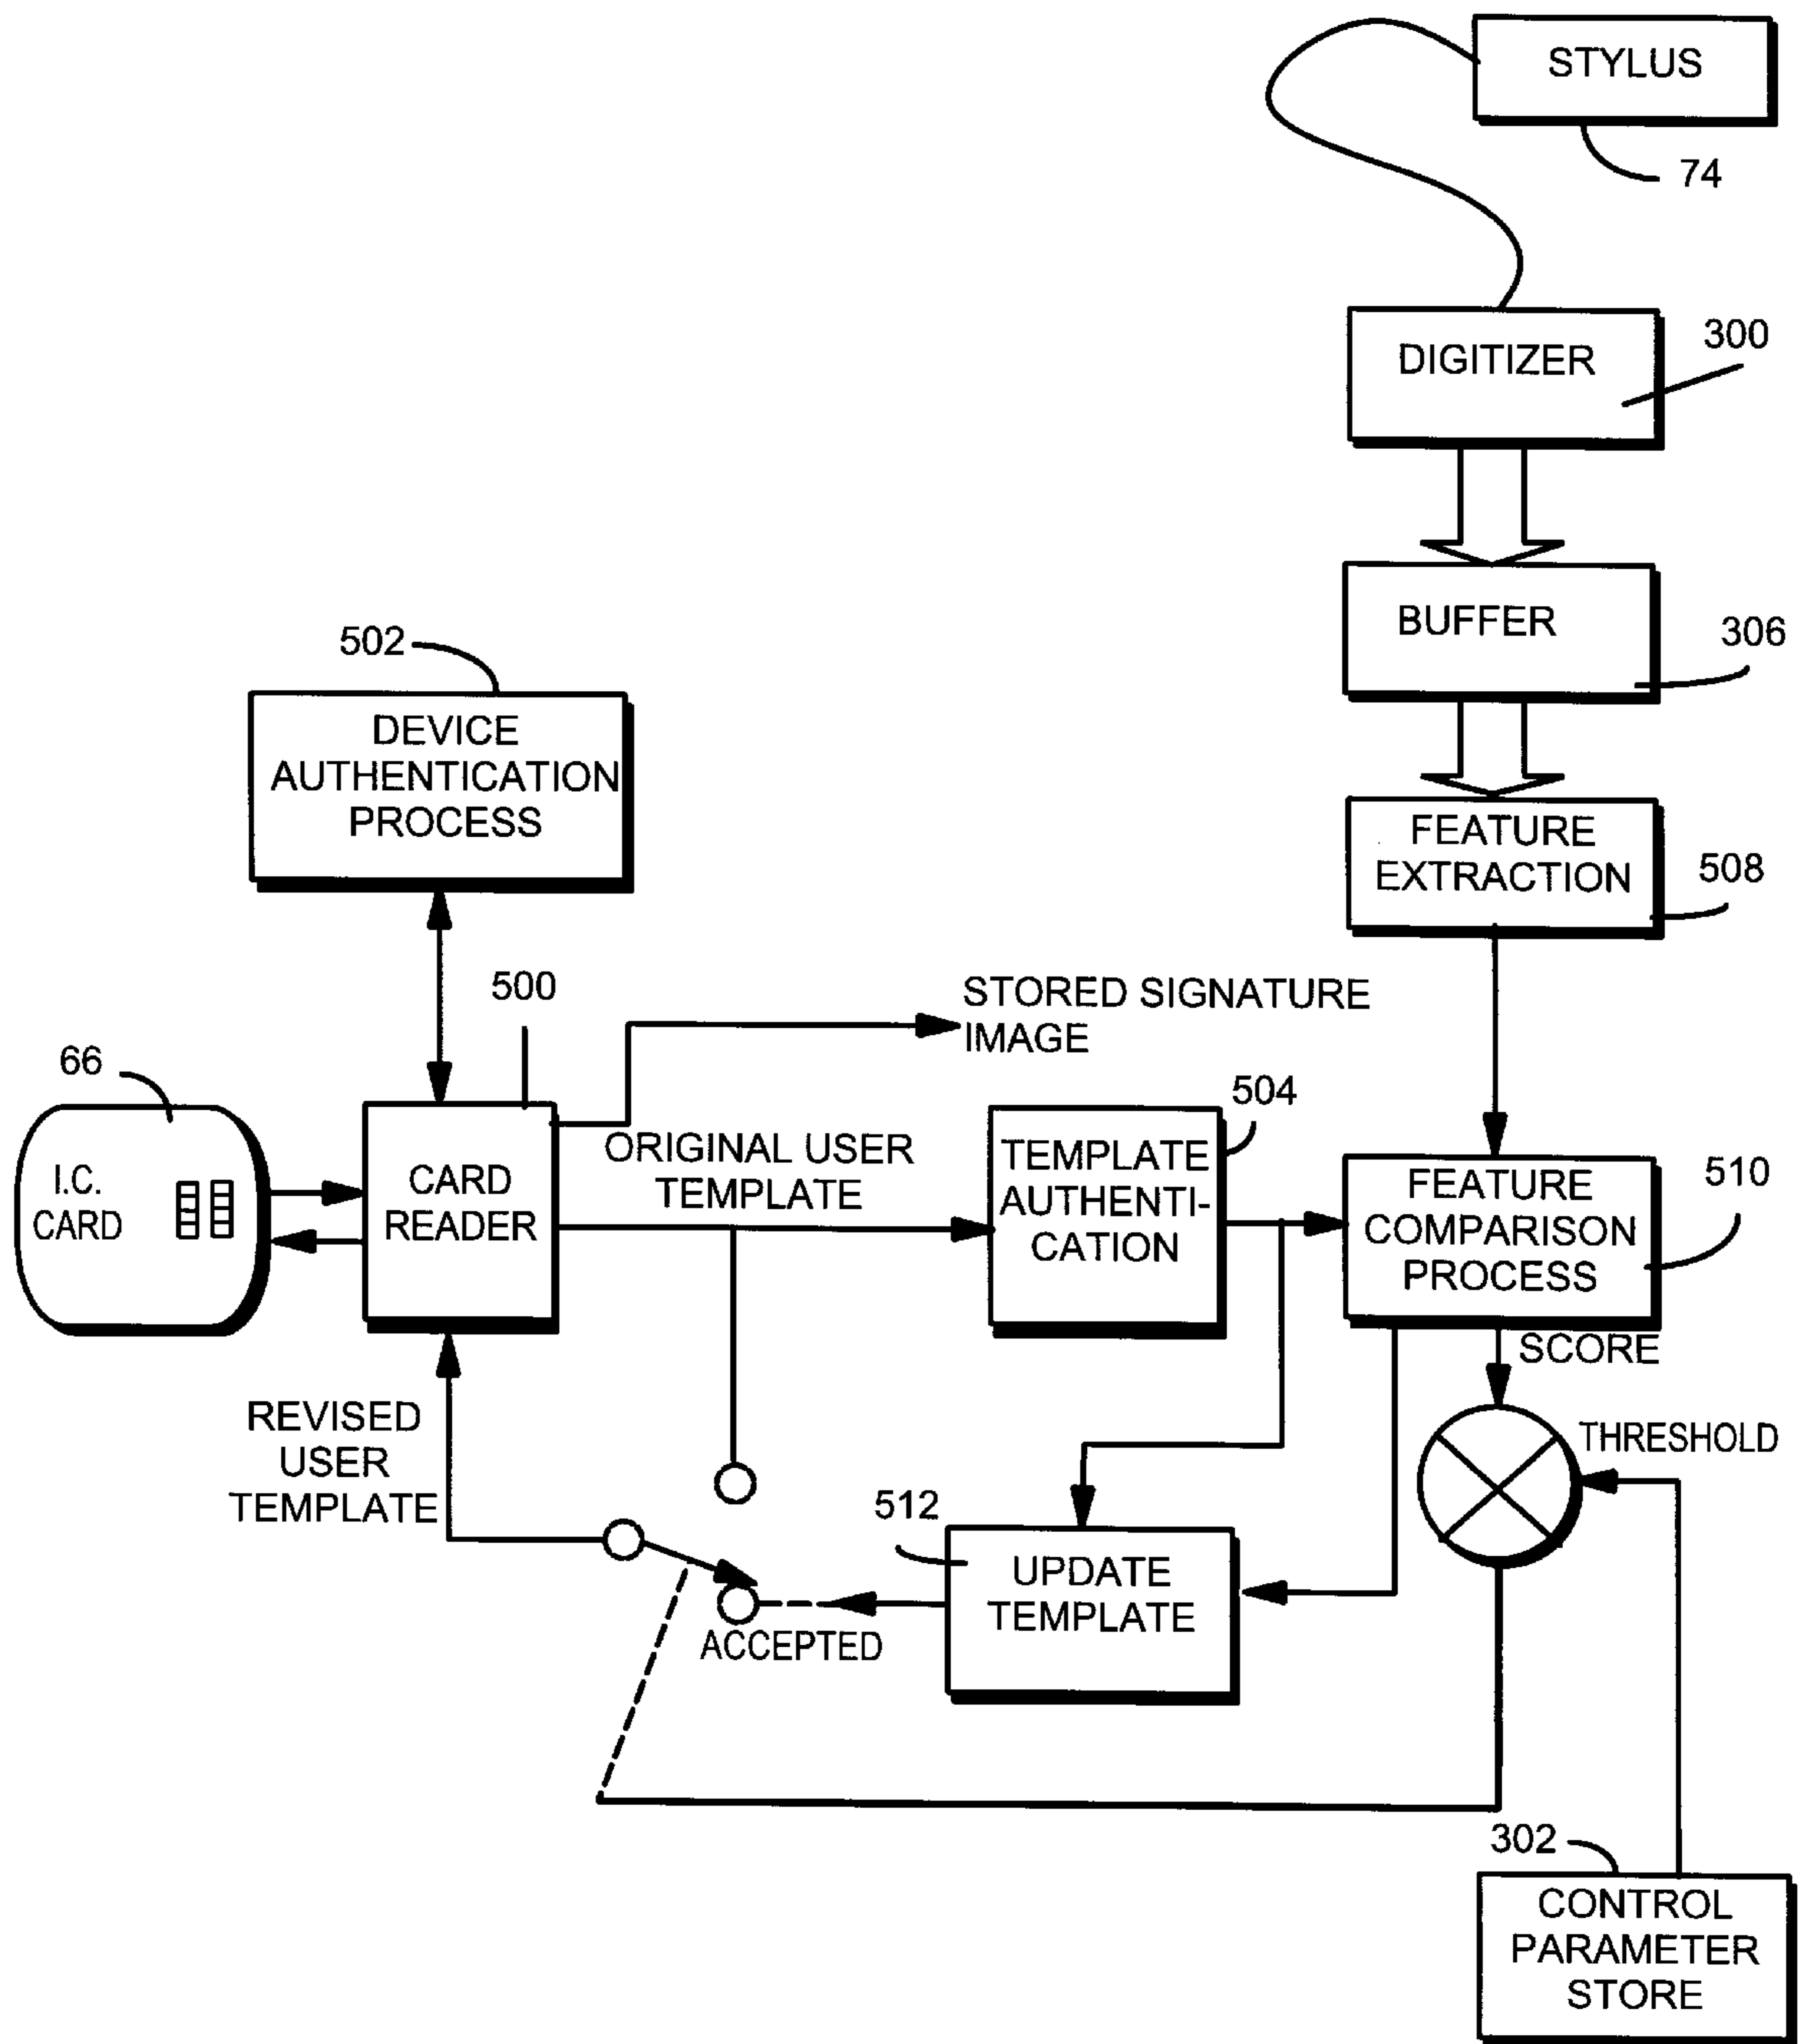 STYLUS
74
DIGITIZER
300
BUFFER
306
FEATURE
EXTRACTION
508
502
DEVICE
AUTHENTICATION
PROCESS
500
STORED SIGNATURE
IMAGE
66
I.C.
CARD
CARD
READER
ORIGINAL USER
TEMPLATE
504
TEMPLATE
AUTHENTI-
CATION
FEATURE
COMPARISON
PROCESS
510
SCORE
THRESHOLD
REVISED
USER
TEMPLATE
512
UPDATE
TEMPLATE
ACCEPTED
302
CONTROL
PARAMETER
STORE